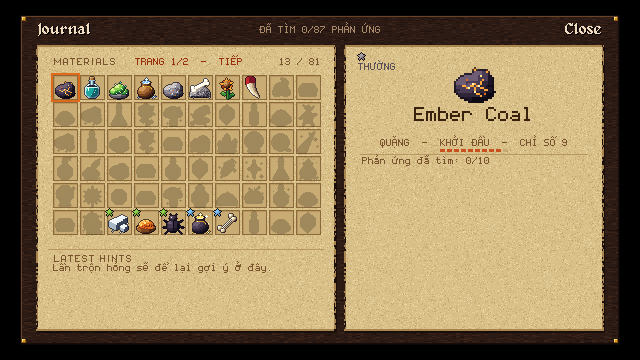 Journal
ĐÃ TÌM 0/87 PHẢN ỨNG
Close
MATERIALS TRANG 1/2 - TIẾP 13 / 81
LATEST HINTS
Lần trộn hỏng sẽ để lại gợi ý ở đây.
THƯỜNG
Ember Coal
QUẶNG - KHỞI ĐẦU - CHỈ SỐ 9
Phản ứng đã tìm: 0/10